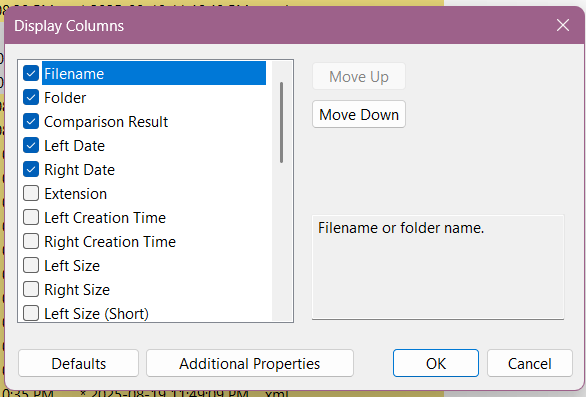 Display Columns
Filename
Folder
Comparison Result
Left Date
Right Date
Extension
Left Creation Time
Right Creation Time
Left Size
Right Size
Left Size (Short)
Move Up
Move Down
Filename or folder name.
Defaults
Additional Properties
OK
Cancel
0:35 PM * 2025-08-19 11:49:09 PM xml